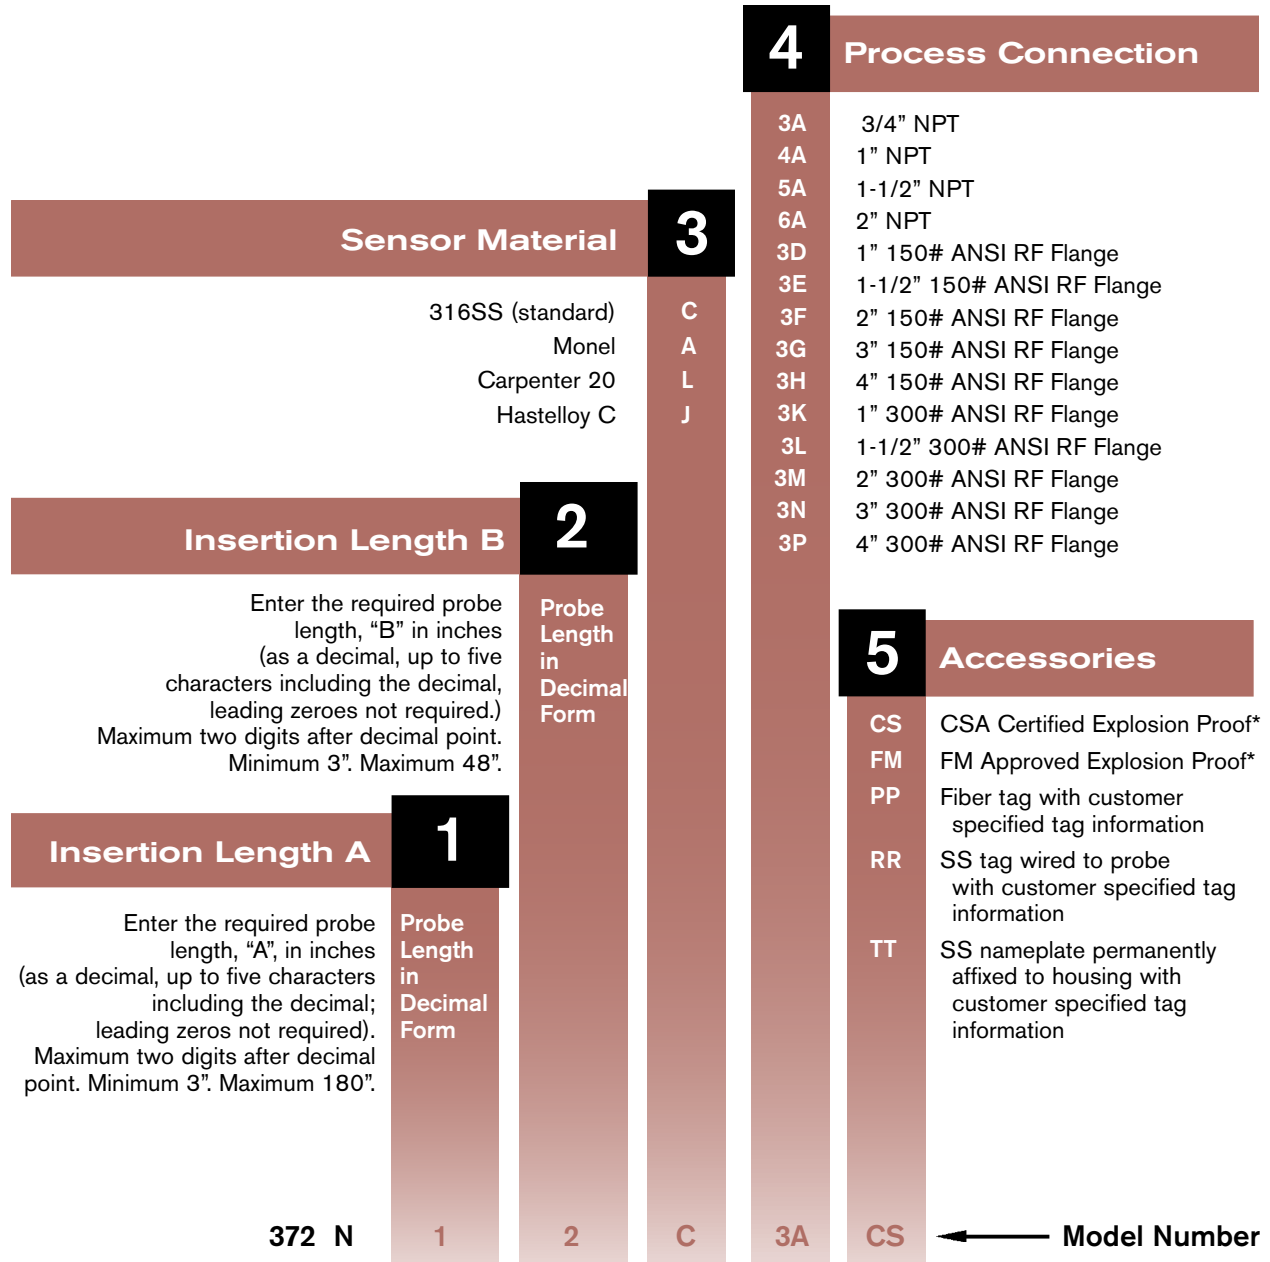 4 Process Connection
3A 3/4” NPT
4A 1” NPT
5A 1-1/2” NPT
6A 2” NPT
3D 1” 150# ANSI RF Flange
3E 1-1/2” 150# ANSI RF Flange
3F 2” 150# ANSI RF Flange
3G 3” 150# ANSI RF Flange
3H 4” 150# ANSI RF Flange
3K 1” 300# ANSI RF Flange
3L 1-1/2” 300# ANSI RF Flange
3M 2” 300# ANSI RF Flange
3N 3” 300# ANSI RF Flange
3P 4” 300# ANSI RF Flange
Sensor Material 3
316SS (standard) C
Monel A
Carpenter 20 L
Hastelloy C J
Insertion Length B 2
Enter the required probe
length, “B” in inches
(as a decimal, up to five
characters including the decimal,
leading zeroes not required.)
Maximum two digits after decimal point.
Minimum 3”. Maximum 48”.
Probe
Length
in
Decimal
Form
5 Accessories
CS CSA Certified Explosion Proof*
FM FM Approved Explosion Proof*
PP Fiber tag with customer
specified tag information
RR SS tag wired to probe
with customer specified tag
information
TT SS nameplate permanently
affixed to housing with
customer specified tag
information
Insertion Length A 1
Enter the required probe
length, “A”, in inches
(as a decimal, up to five characters
including the decimal;
leading zeros not required).
Maximum two digits after decimal
point. Minimum 3”. Maximum 180”.
Probe
Length
in
Decimal
Form
372 N 1 2 C 3A CS Model Number